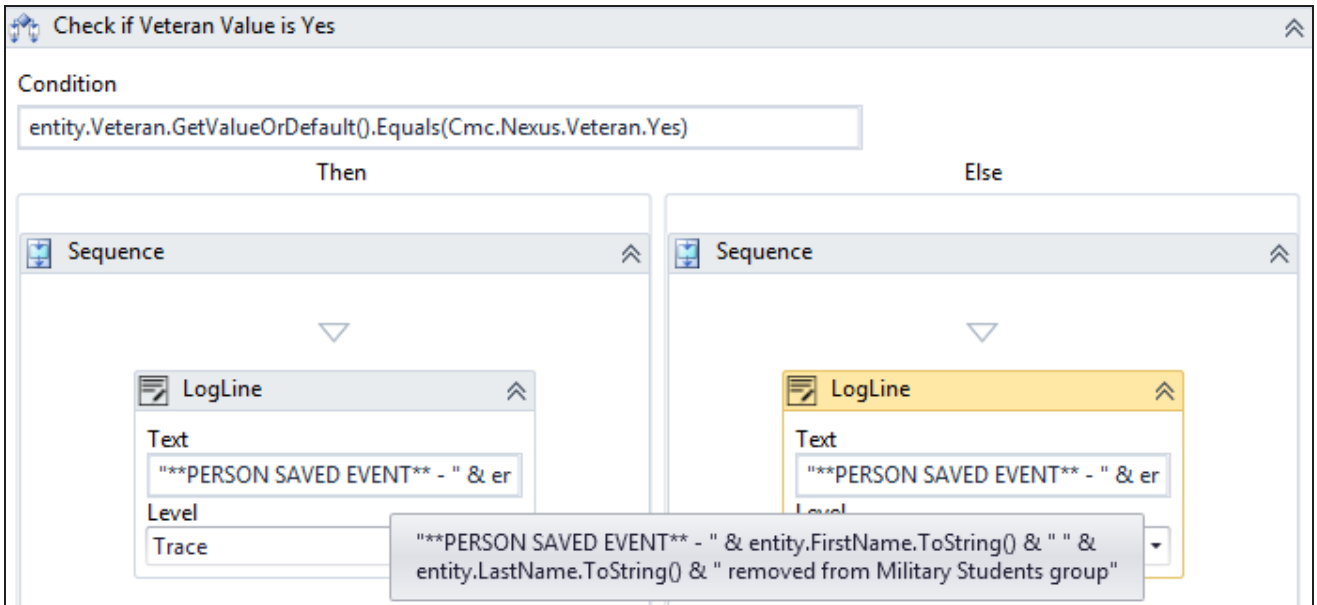 Check if Veteran Value is Yes
Condition
entity.Veteran.GetValueOrDefault().Equals(Cmc.Nexus.Veteran.Yes)
Then
Else
Sequence
Sequence
LogLine
LogLine
Text
Text
"**PERSON SAVED EVENT** - " & er
"**PERSON SAVED EVENT** - " & er
Level
Level
Trace
"**PERSON SAVED EVENT** - " & entity.FirstName.ToString() & " " &
entity.LastName.ToString() & " removed from Military Students group"